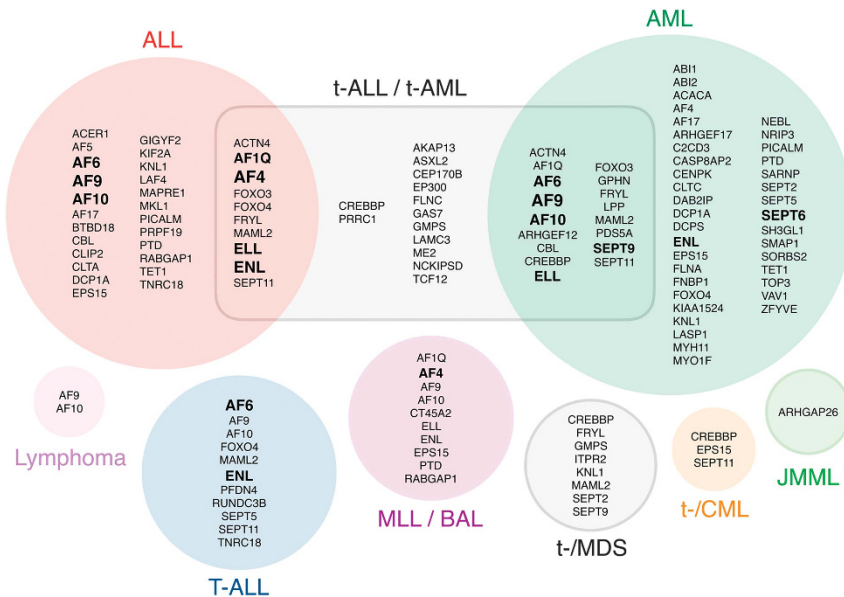 ALL
AML
t-ALL / t-AML
ACER1
AF5
AF6
AF9
AF10
AF17
BTBD18
CBL
CLIP2
CLTA
DCP1A
EPS15
GIGYF2
KIF2A
KNL1
LAF4
MAPRE1
MKL1
PICALM
PRPF19
PTD
RABGAP1
TET1
TNRC18
ACTN4
AF1Q
AF4
FOXO3
FOXO4
FRYL
MAML2
ELL
ENL
SEPT11
CREBBP
PRRC1
AKAP13
ASXL2
CEP170B
EP300
FLNC
GAS7
GMPS
LAMC3
ME2
NCKIPSD
TCF12
ACTN4
AF1Q
AF6
AF9
AF10
ARHGEF12
CBL
CREBBP
ELL
FOXO3
GPHN
FRYL
LPP
MAML2
PDS5A
SEPT9
SEPT11
ABI1
ABI2
ACACA
AF4
AF17
ARHGEF17
C2CD3
CASP8AP2
CENPK
CLTC
DAB2IP
DCP1A
DCPS
ENL
EPS15
FLNA
FNBP1
FOXO4
KIAA1524
KNL1
LASP1
MYH11
MYO1F
NEBL
NRIP3
PICALM
PTD
SARNP
SEPT2
SEPT5
SEPT6
SH3GL1
SMAP1
SORBS2
TET1
TOP3
VAV1
ZFYVE
AF9
AF10
Lymphoma
AF6
AF9
AF10
FOXO4
MAML2
ENL
PFDN4
RUNDC3B
SEPT5
SEPT11
TNRC18
T-ALL
AF1Q
AF4
AF9
AF10
CT45A2
ELL
ENL
EPS15
PTD
RABGAP1
MLL / BAL
CREBBP
FRYL
GMPS
ITPR2
KNL1
MAML2
SEPT2
SEPT9
t-/MDS
CREBBP
EPS15
SEPT11
t-/CML
ARHGAP26
JMML